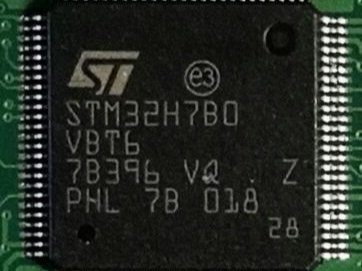 ST
e3
STM32H7B0
VBT6
7B396 VQ Z
PHL 7B 018
28